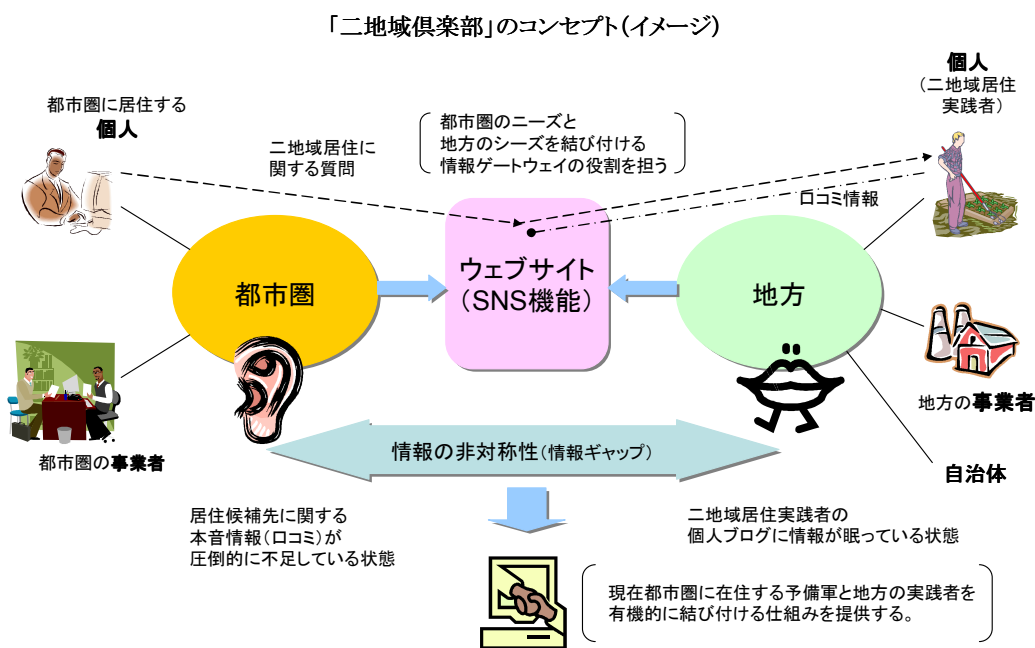 「二地域倶楽部」のコンセプト(イメージ)
都市圏に居住する
個人
個人
(二地域居住
実践者)
二地域居住に
関する質問
都市圏のニーズと
地方のシーズを結び付ける
情報ゲートウェイの役割を担う
口コミ情報
都市圏
ウェブサイト
(SNS機能)
地方
都市圏の事業者
地方の事業者
自治体
情報の非対称性(情報ギャップ)
居住候補先に関する
本音情報(口コミ)が
圧倒的に不足している状態
二地域居住実践者の
個人ブログに情報が眠っている状態
現在都市圏に在住する予備軍と地方の実践者を
有機的に結び付ける仕組みを提供する。